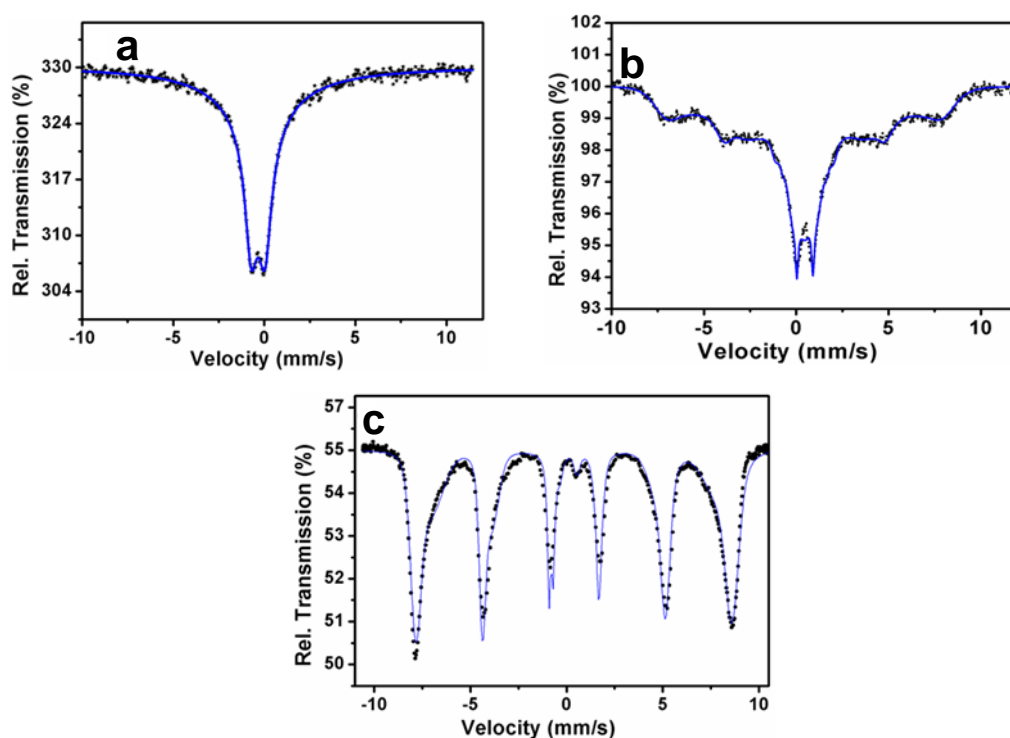 a
Rel. Transmission (%)
330
324
317
310
304
-10 -5 0 5 10
Velocity (mm/s)
b
Rel. Transmission (%)
102
101
100
99
98
97
96
95
94
93
-10 -5 0 5 10
Velocity (mm/s)
c
Rel. Transmission (%)
57
55
54
53
51
50
-10 -5 0 5 10
Velocity (mm/s)